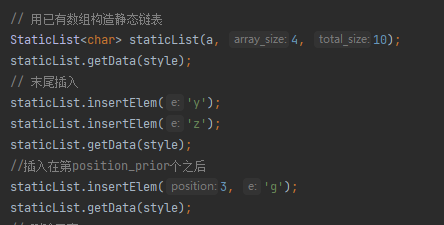 // 用已有数组构造静态链表
StaticList<char> staticList(a, array_size: 4, total_size: 10);
staticList.getData(style);
// 末尾插入
staticList.insertElem( e: 'y');
staticList.insertElem( e: 'z');
staticList.getData(style);
//插入在第position_prior个之后
staticList.insertElem( position: 3, e: 'g');
staticList.getData(style);